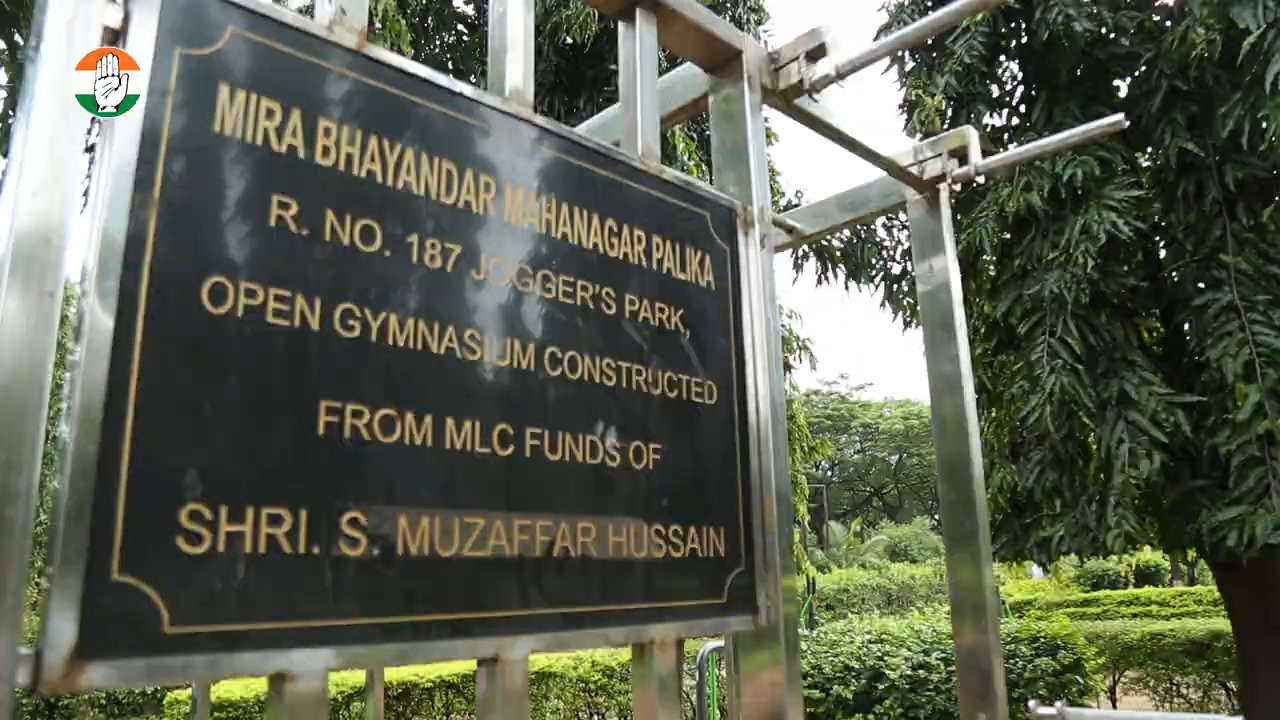 MIRA BHAYANDAR MAHANAGAR PALIKA
R. NO. 187 JOGGER'S PARK,
OPEN GYMNASIUM CONSTRUCTED
FROM MLC FUNDS OF
SHRI. S. MUZAFFAR HUSSAIN